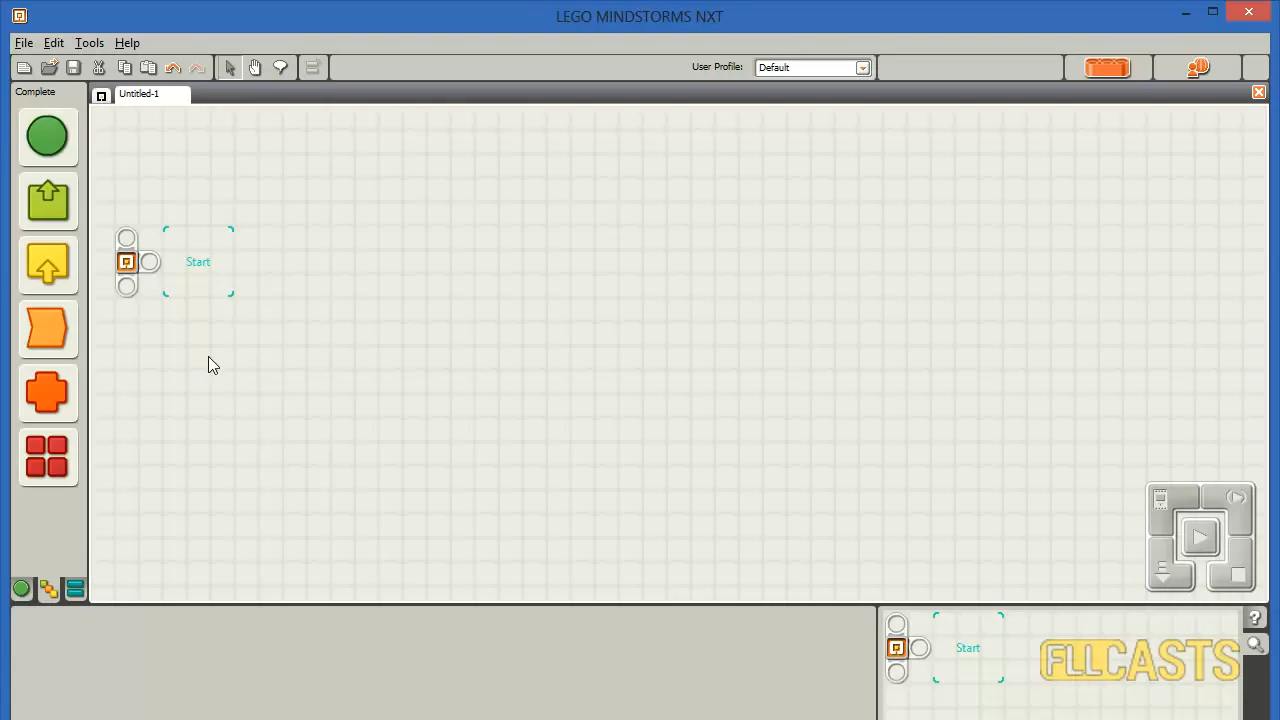 LEGO MINDSTORMS NXT
File Edit Tools Help
User Profile: Default
Complete
Untitled-1
Start
?
Start
FLLCASTS